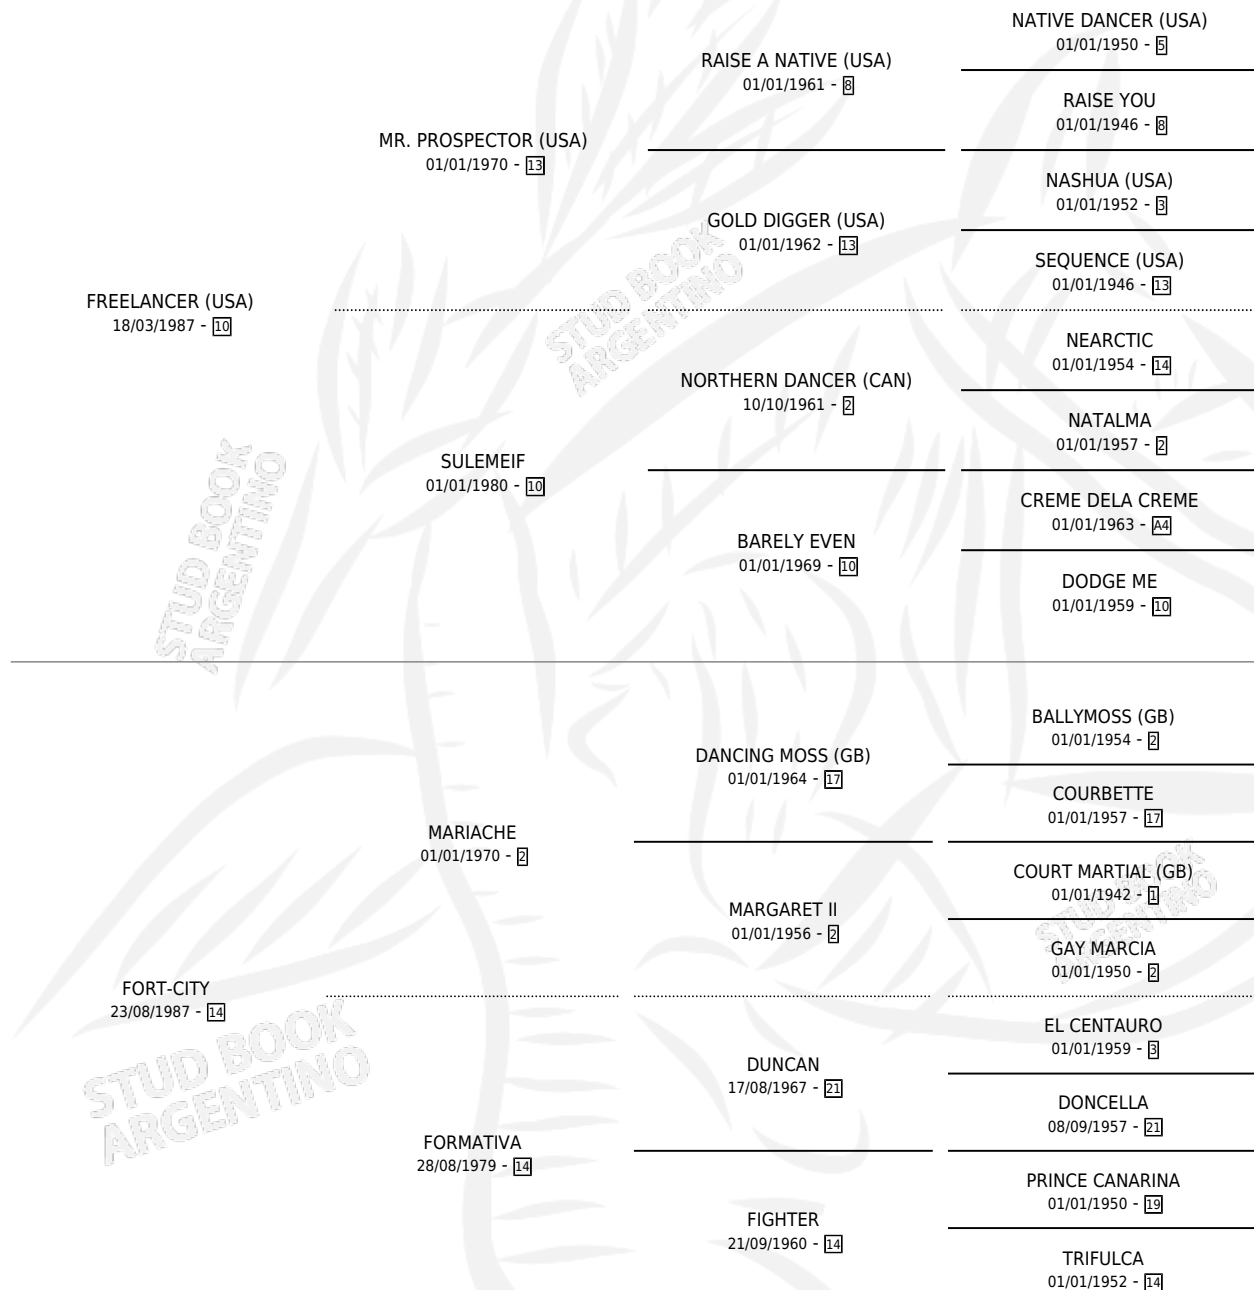 NATIVE DANCER (USA)
01/01/1950 - 5
RAISE A NATIVE (USA)
01/01/1961 - 8
RAISE YOU
01/01/1946 - 8
MR. PROSPECTOR (USA)
01/01/1970 - 13
NASHUA (USA)
01/01/1952 - 3
GOLD DIGGER (USA)
01/01/1962 - 13
SEQUENCE (USA)
01/01/1946 - 13
FREELANCER (USA)
18/03/1987 - 10
STUD BOOK
ARGENTINO
NEARCTIC
01/01/1954 - 14
NORTHERN DANCER (CAN)
10/10/1961 - 2
NATALMA
01/01/1957 - 2
SULEMEIF
01/01/1980 - 10
CREME DELA CREME
01/01/1963 - A4
BARELY EVEN
01/01/1969 - 10
DODGE ME
01/01/1959 - 10
STUD BOOK
ARGENTINO
BALLYMOSS (GB)
01/01/1954 - 2
DANCING MOSS (GB)
01/01/1964 - 17
COURBETTE
01/01/1957 - 17
MARIACHE
01/01/1970 - 2
COURT MARTIAL (GB)
01/01/1942 - 1
MARGARET II
01/01/1956 - 2
GAY MARCIA
01/01/1950 - 2
STUD BOOK
ARGENTINO
FORT-CITY
23/08/1987 - 14
EL CENTAURO
01/01/1959 - 3
DUNCAN
17/08/1967 - 21
DONCELLA
08/09/1957 - 21
STUD BOOK
ARGENTINO
FORMATIVA
28/08/1979 - 14
PRINCE CANARINA
01/01/1950 - 19
FIGHTER
21/09/1960 - 14
TRIFULCA
01/01/1952 - 14